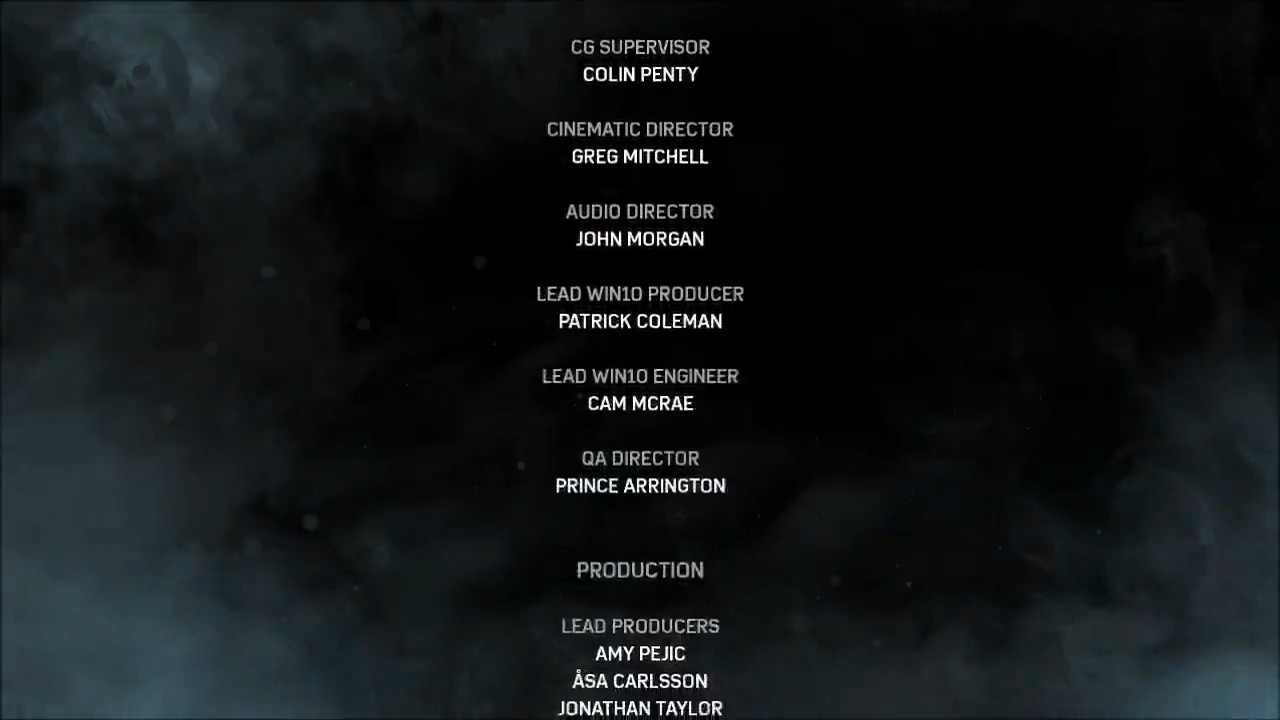 CG SUPERVISOR
COLIN PENTY
CINEMATIC DIRECTOR
GREG MITCHELL
AUDIO DIRECTOR
JOHN MORGAN
LEAD WIN10 PRODUCER
PATRICK COLEMAN
LEAD WIN10 ENGINEER
CAM MCRAE
QA DIRECTOR
PRINCE ARRINGTON
PRODUCTION
LEAD PRODUCERS
AMY PEJIC
ÅSA CARLSSON
JONATHAN TAYLOR